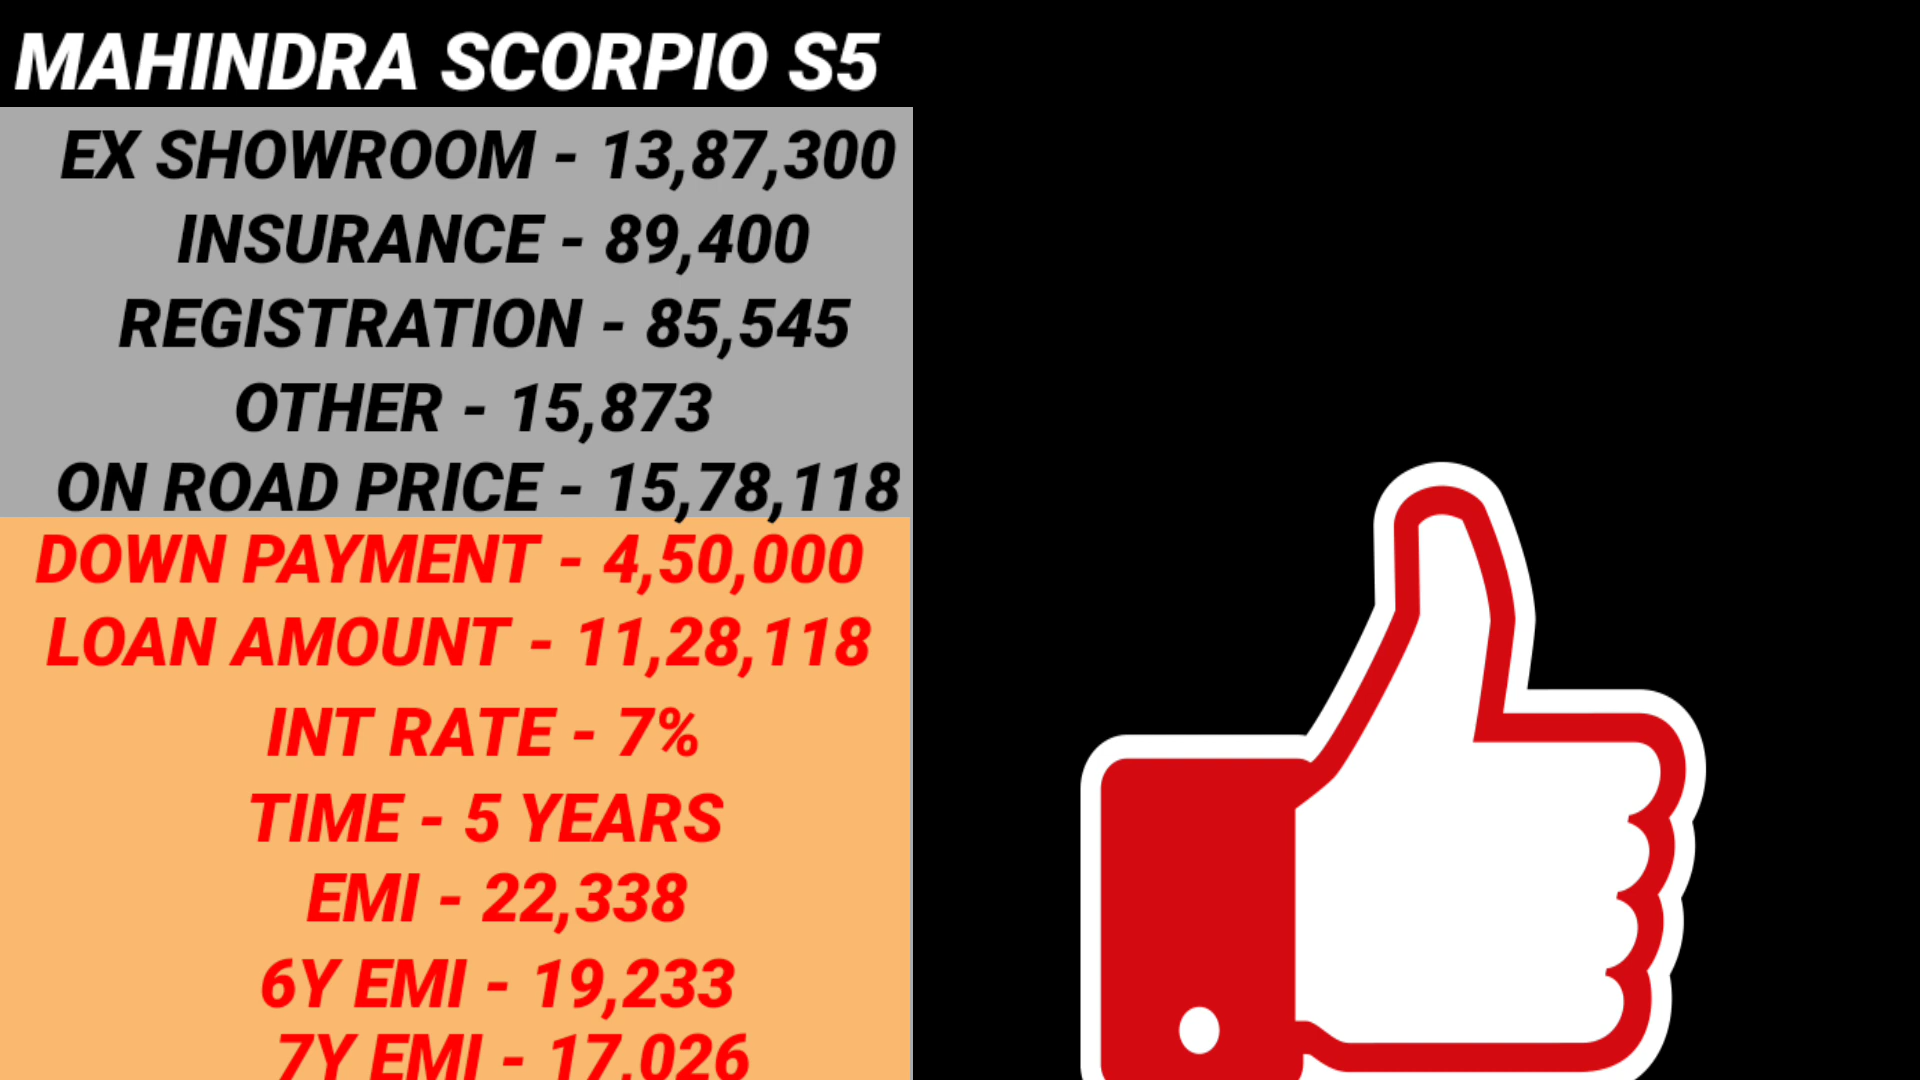 MAHINDRA SCORPIO S5
EX SHOWROOM - 13,87,300
INSURANCE - 89,400
REGISTRATION - 85,545
OTHER - 15,873
ON ROAD PRICE - 15,78,118
DOWN PAYMENT - 4,50,000
LOAN AMOUNT - 11,28,118
INT RATE - 7%
TIME - 5 YEARS
EMI - 22,338
6Y EMI - 19,233
7Y EMI - 17,026